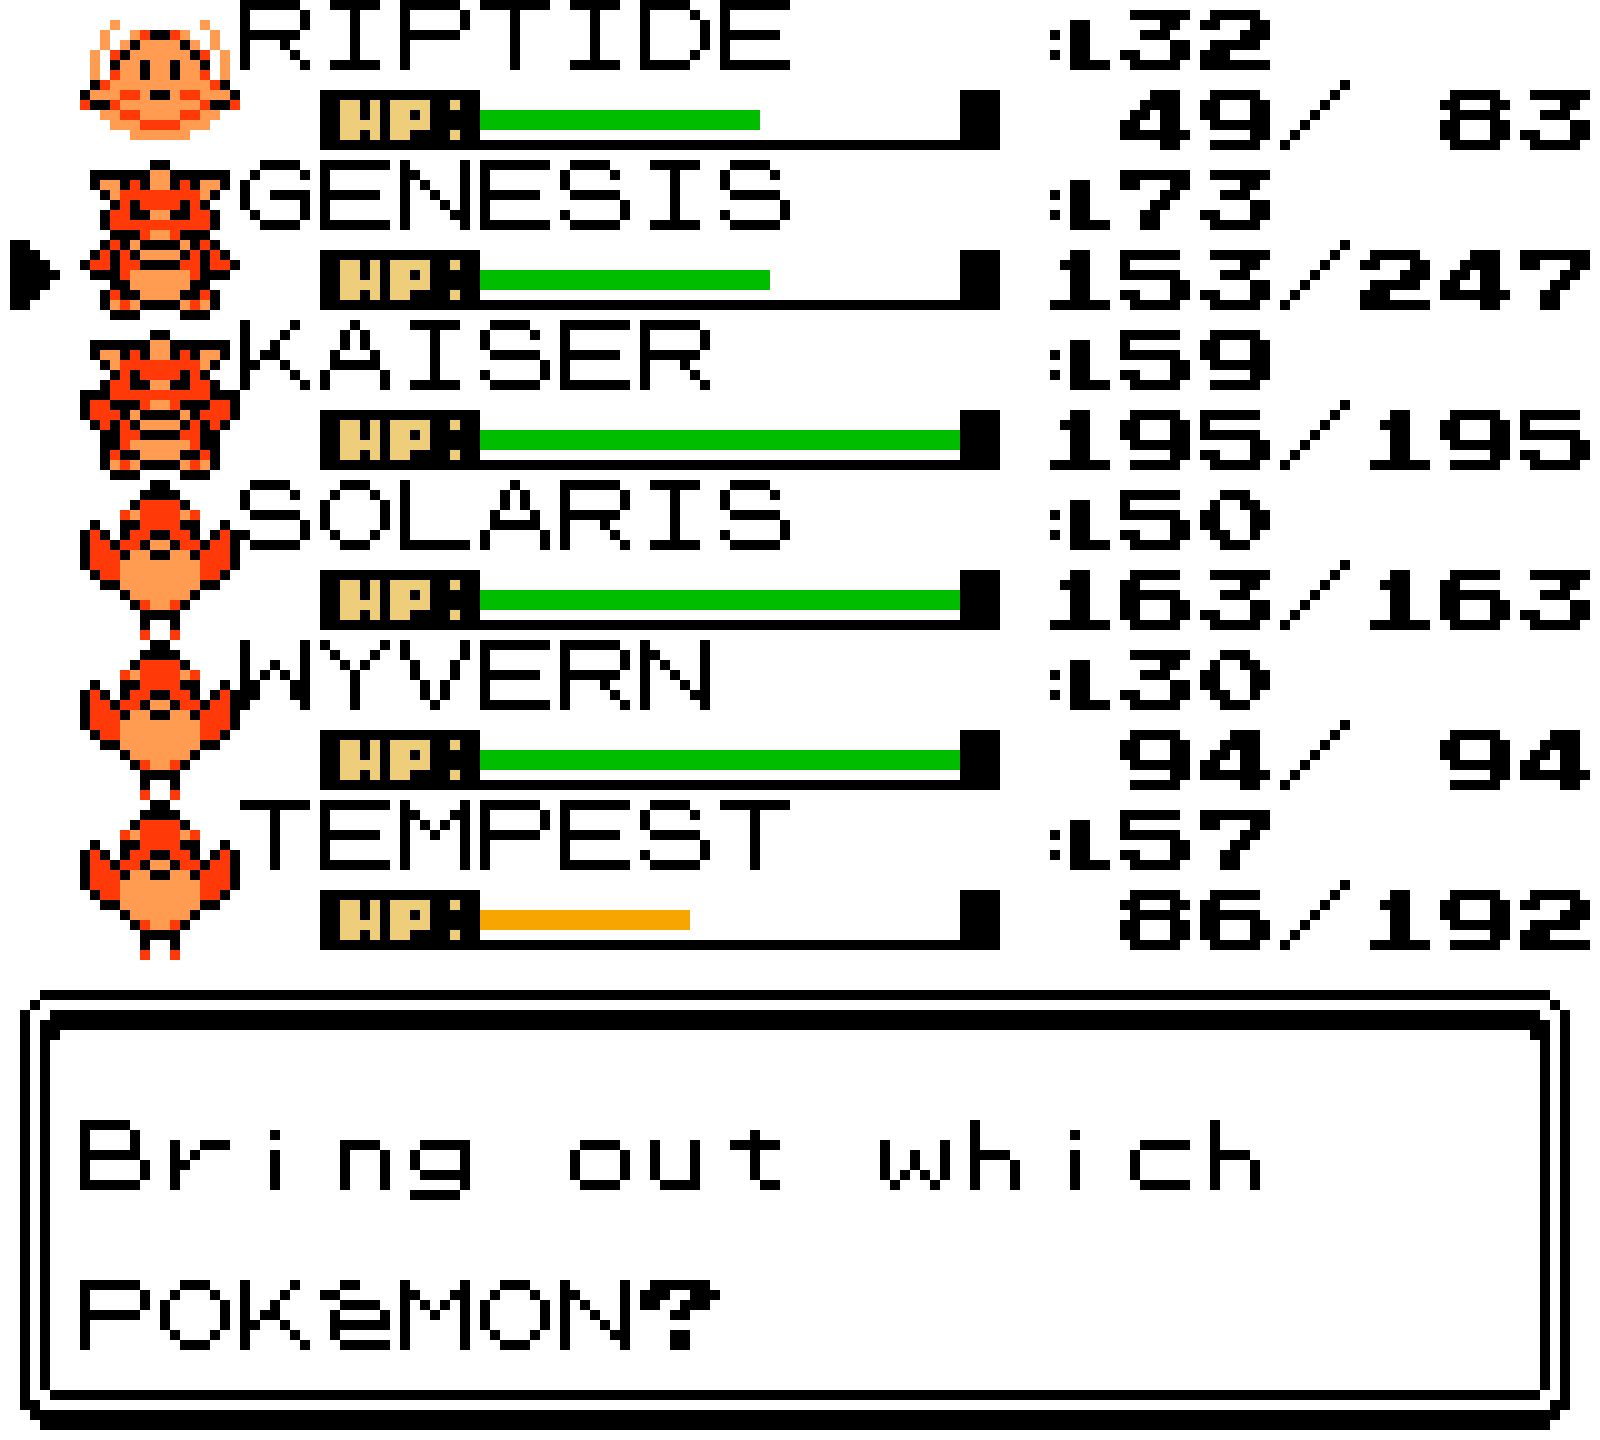 RIPTIDE :L32
HP: 49/ 83
GENESIS :L73
HP: 153/247
KAISER :L59
HP: 195/195
SOLARIS :L50
HP: 163/163
WYVERN :L30
HP: 94/ 94
TEMPEST :L57
HP: 86/192
Bring out which
POKéMON?